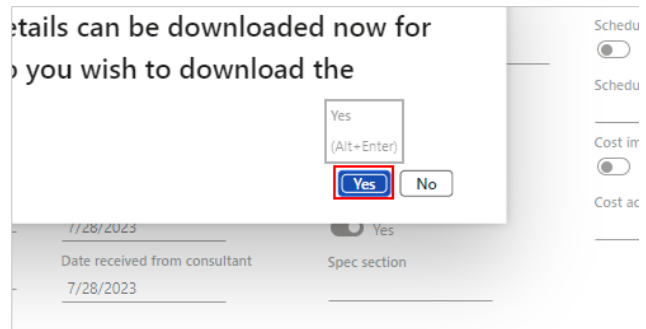 etails can be downloaded now for
o you wish to download the
Yes
(Alt+Enter)
Yes No
Schedu
Schedu
Cost im
Cost ac
7/28/2023
Yes
Date received from consultant
Spec section
7/28/2023